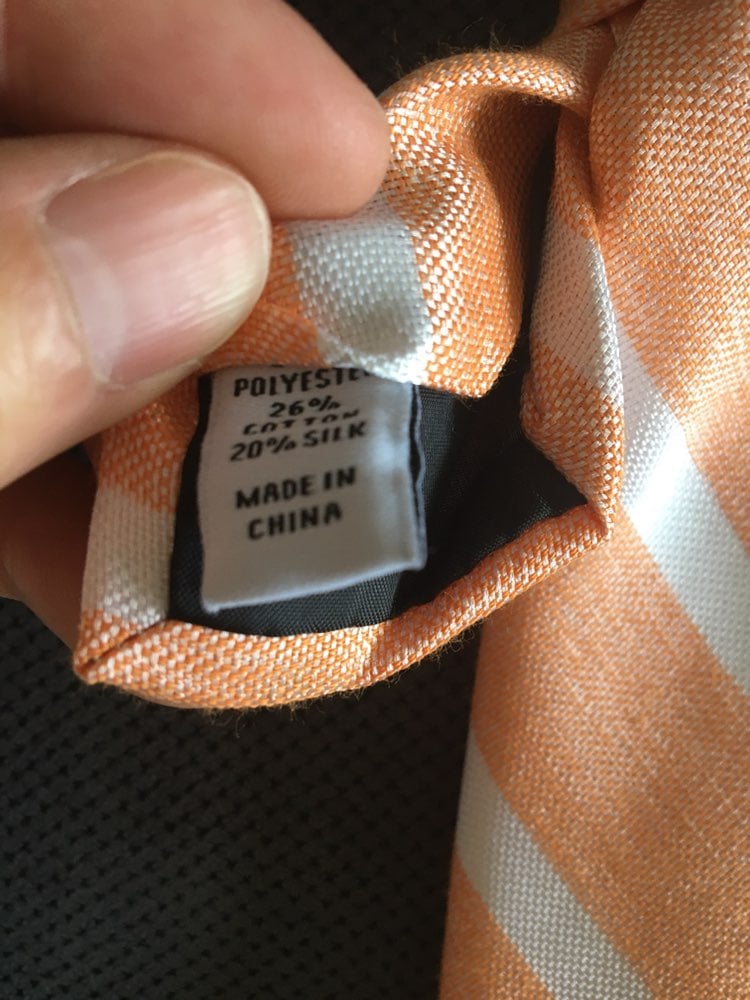 POLYESTE
26%
COTTON
20% SILK
MADE IN
CHINA